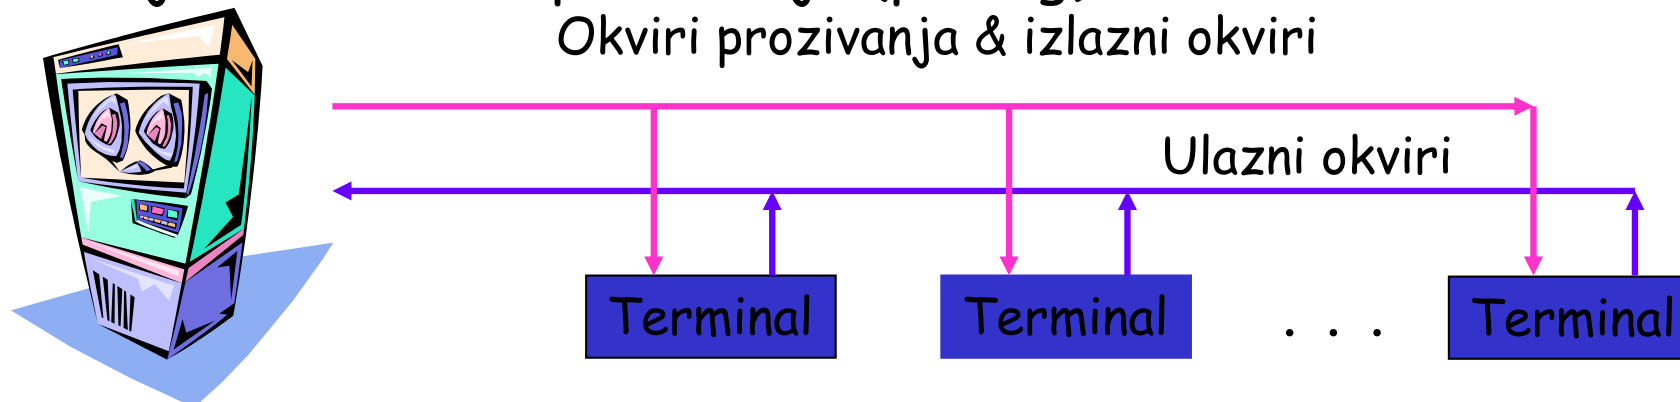 Okviri prozivanja & izlazni okviri
Ulazni okviri
Terminal Terminal . . . Terminal